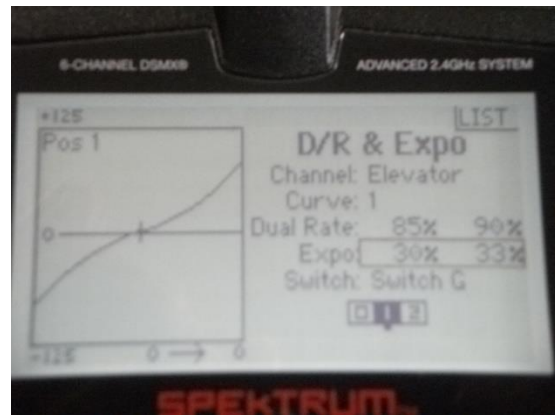 6-CHANNEL DSMX® ADVANCED 2.4GHz SYSTEM
+125 LIST
Pos 1 D/R & Expo
Channel: Elevator
Curve: 1
0 Dual Rate: 85% 90%
Expo: 30% 33%
Switch: Switch G
0 1 2
-125 0 → 0
SPEKTRUM